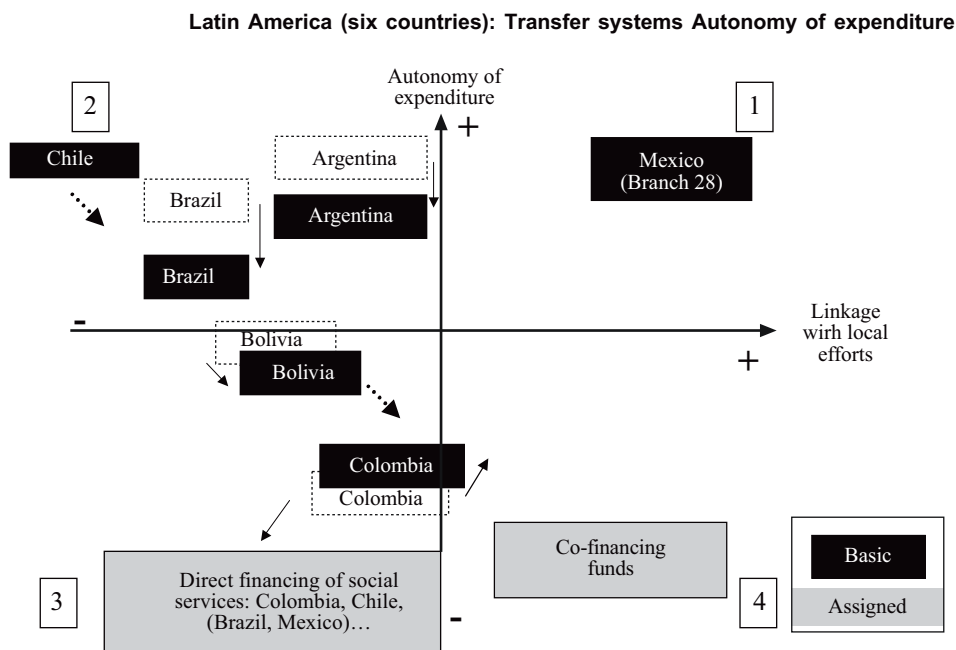 Latin America (six countries): Transfer systems Autonomy of expenditure
Autonomy of
expenditure
2
1
+
Chile
Argentina
Mexico
(Branch 28)
Brazil
Argentina
Brazil
-
Linkage
wirh local
efforts
+
Bolivia
Bolivia
Colombia
Colombia
Co-financing
funds
Basic
Direct financing of social
services: Colombia, Chile,
(Brazil, Mexico)…
3
-
4
Assigned